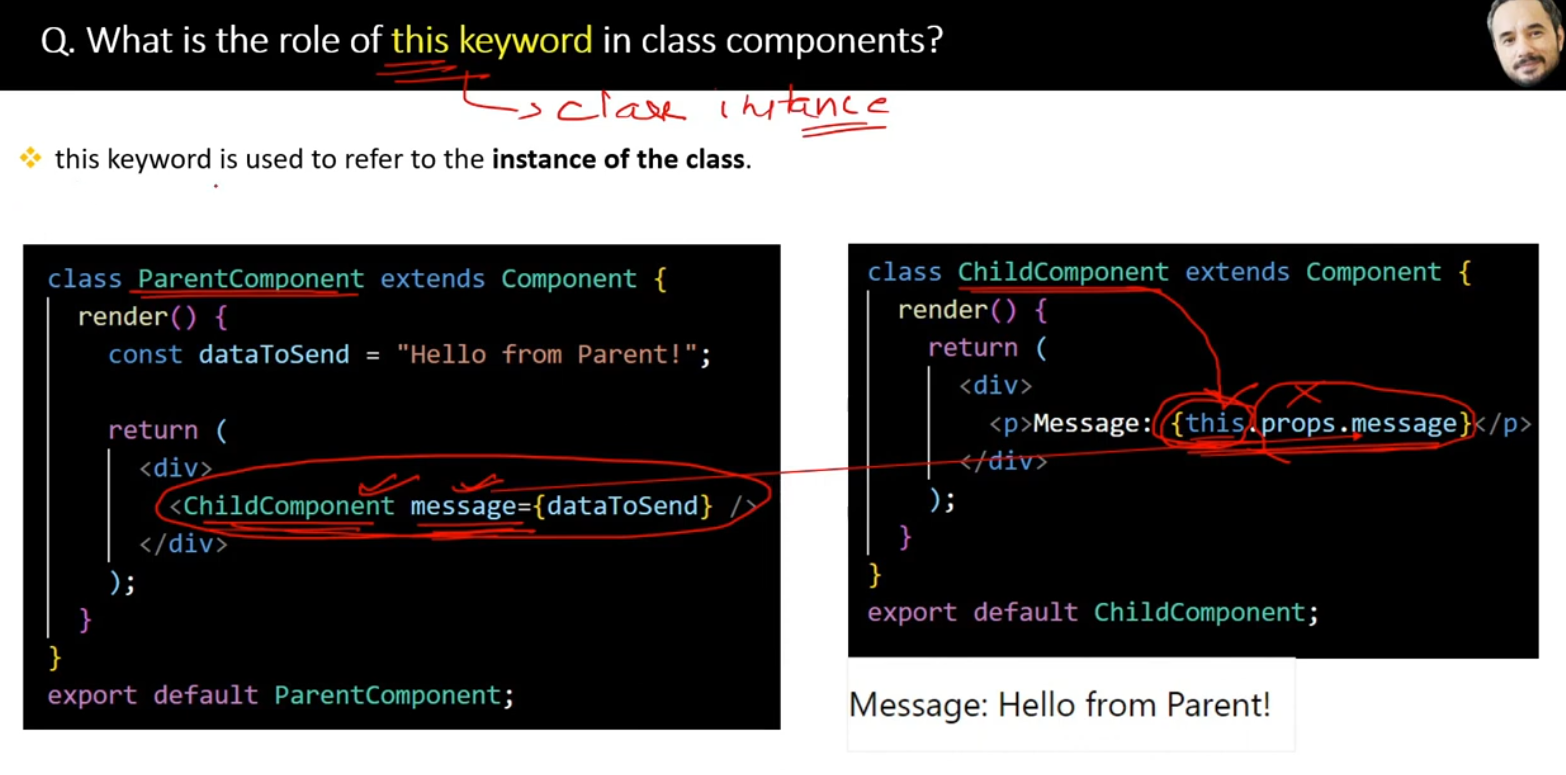 Q. What is the role of this keyword in class components?
class instance
this keyword is used to refer to the instance of the class.
class ParentComponent extends Component {
render() {
const dataToSend = "Hello from Parent!";
return (
<div>
<ChildComponent message={dataToSend} />
</div>
);
}
}
export default ParentComponent;
class ChildComponent extends Component {
render() {
return (
<div>
<p>Message: {this.props.message}</p>
</div>
);
}
}
export default ChildComponent;
Message: Hello from Parent!